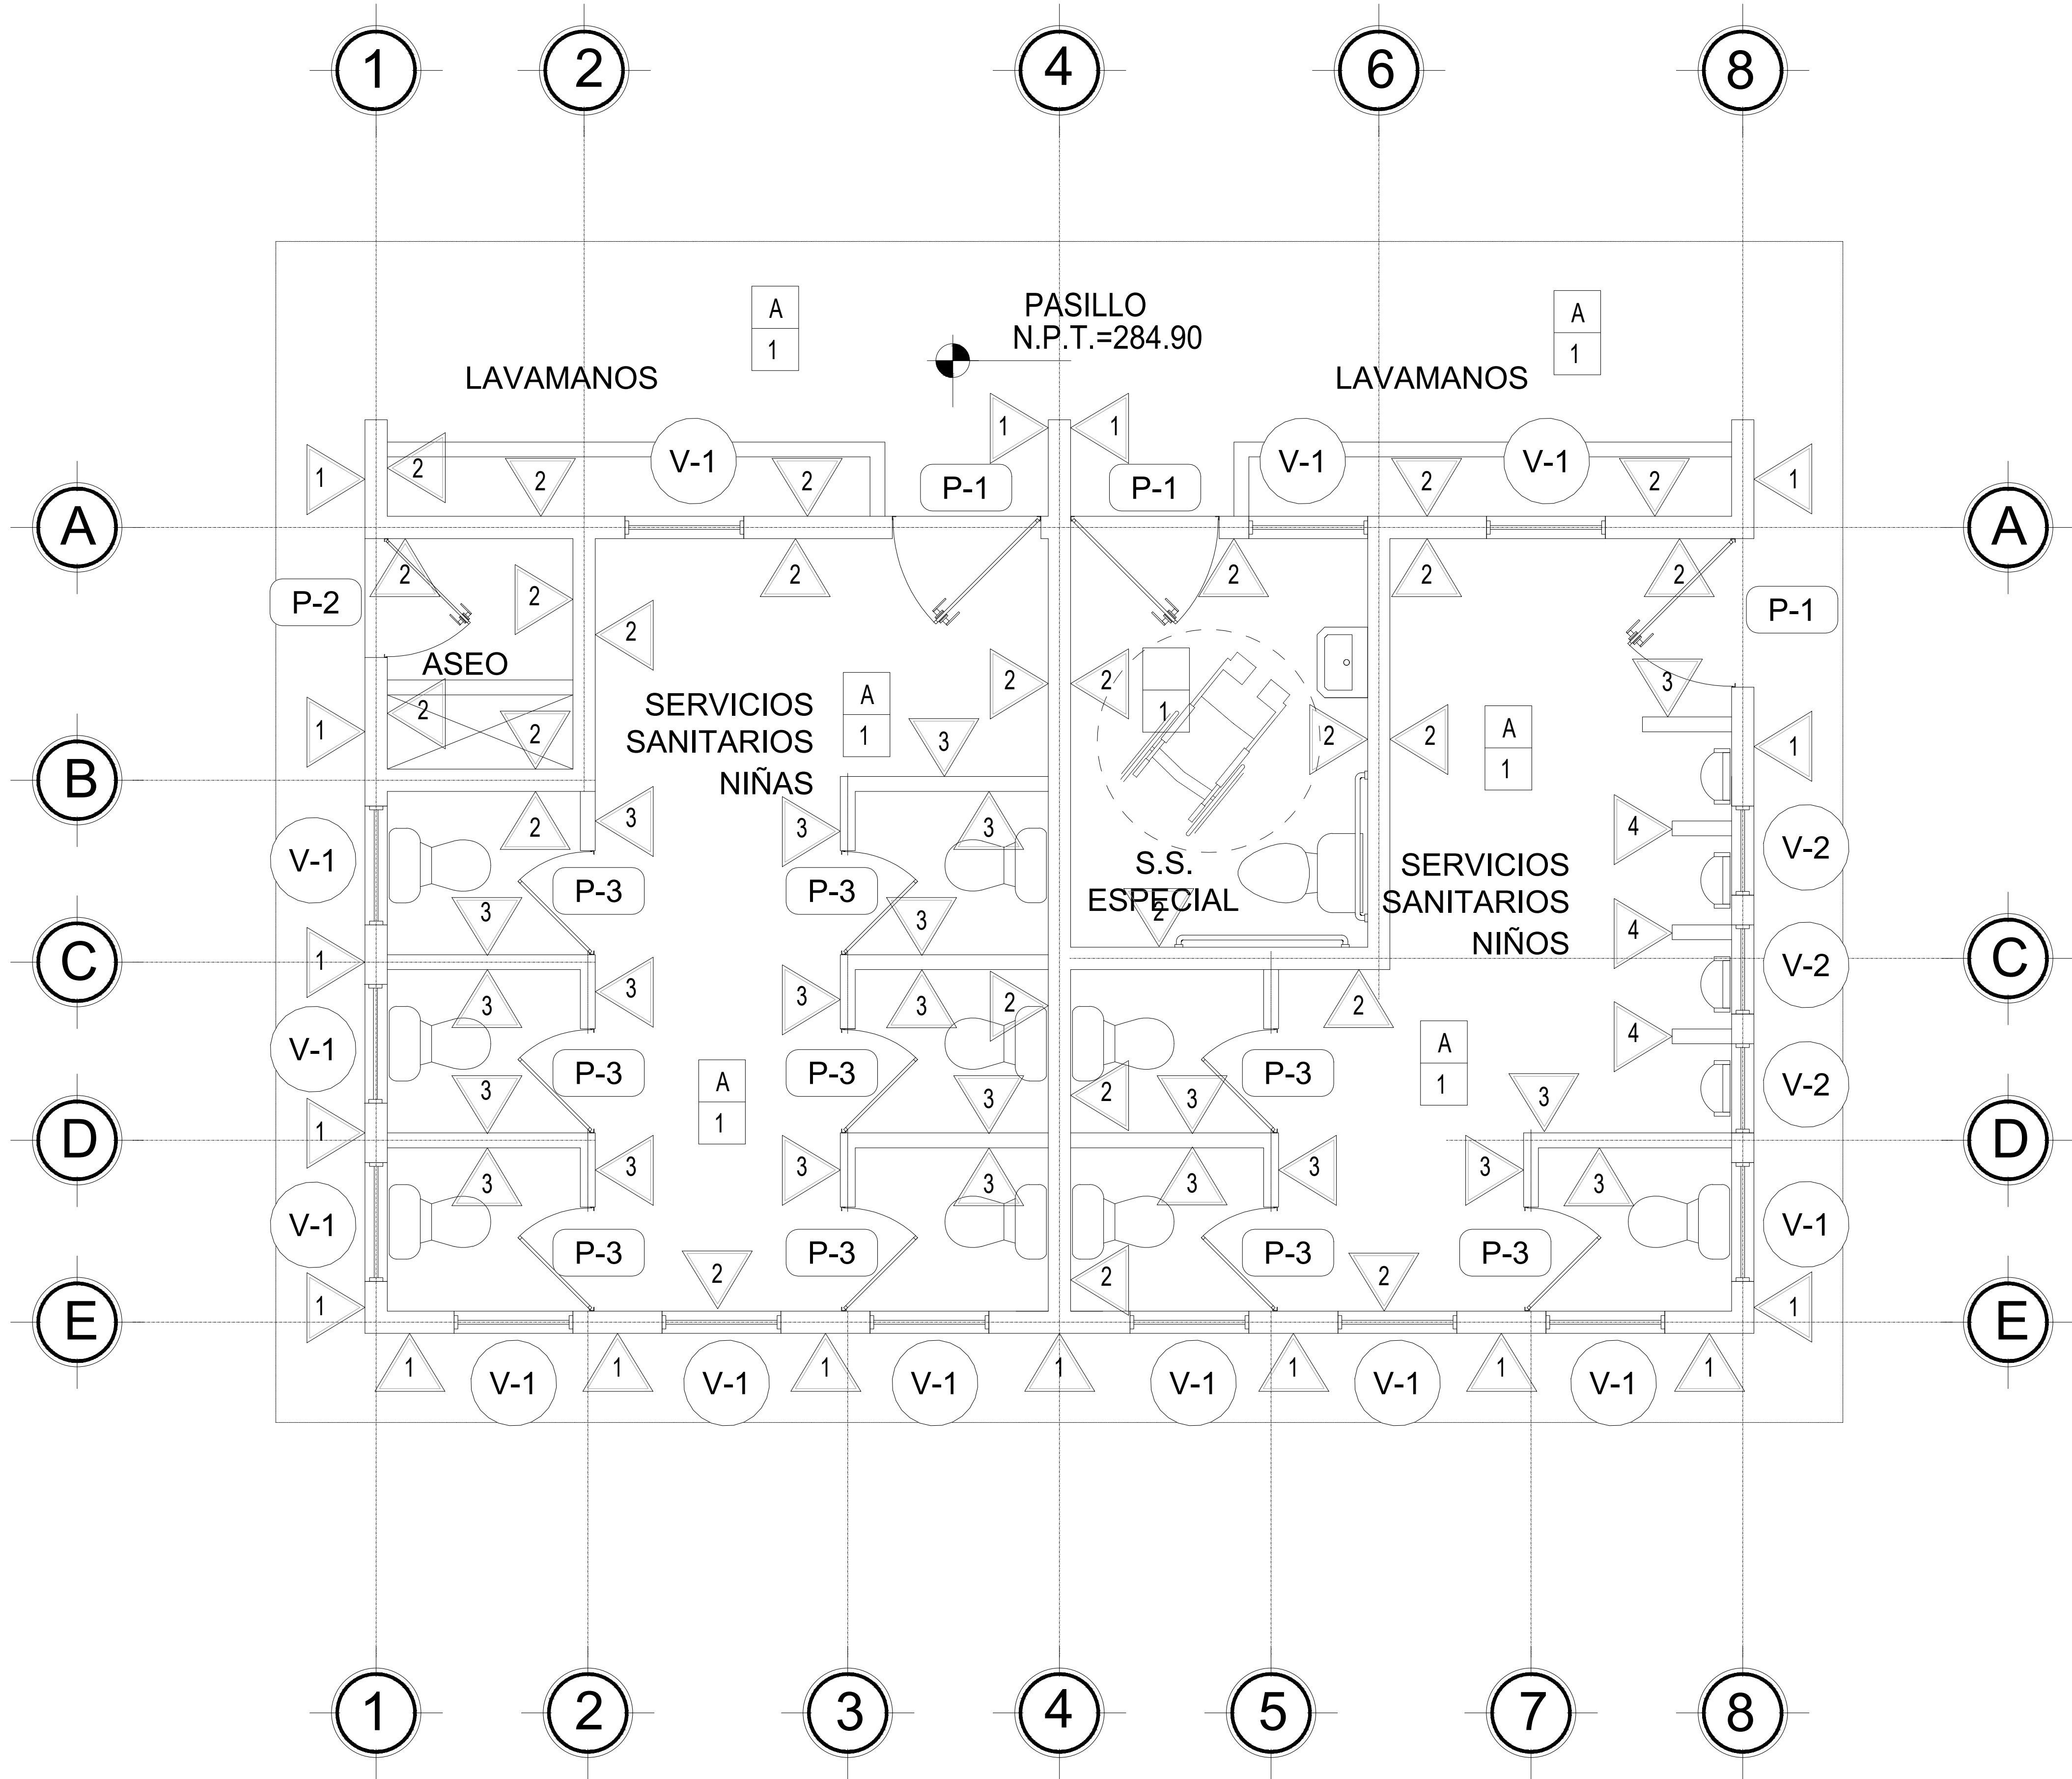 1 2 4 6 8
A
1
PASILLO
N.P.T.=284.90
A
1
LAVAMANOS
LAVAMANOS
1 1
1 2 2 V-1 2 P-1 P-1 V-1 2 V-1 2 1
A A
P-2 2 2 2 2 2 2 P-1
2
ASEO
2 2 2 3
SERVICIOS
SANITARIOS
NIÑAS
A
1
1
1 2 2 3 2 2
A
1
1
B
V-1 2 3 3 3 4 V-2
P-3 P-3
S.S.
ESPECIAL
2
SERVICIOS
SANITARIOS
NIÑOS
3 3 4
C 1 V-2 C
3 3 3 3 2 2 4
V-1 P-3 P-3 P-3 V-2
A
1
A
1
3 3 2 3 3
D 1 D
3 3 3 3 3 3 3 3
V-1 P-3 P-3 P-3 P-3 V-1
2 2 2
E 1 1 E
1 V-1 1 V-1 1 V-1 1 V-1 1 V-1 1 V-1 1
1 2 3 4 5 7 8